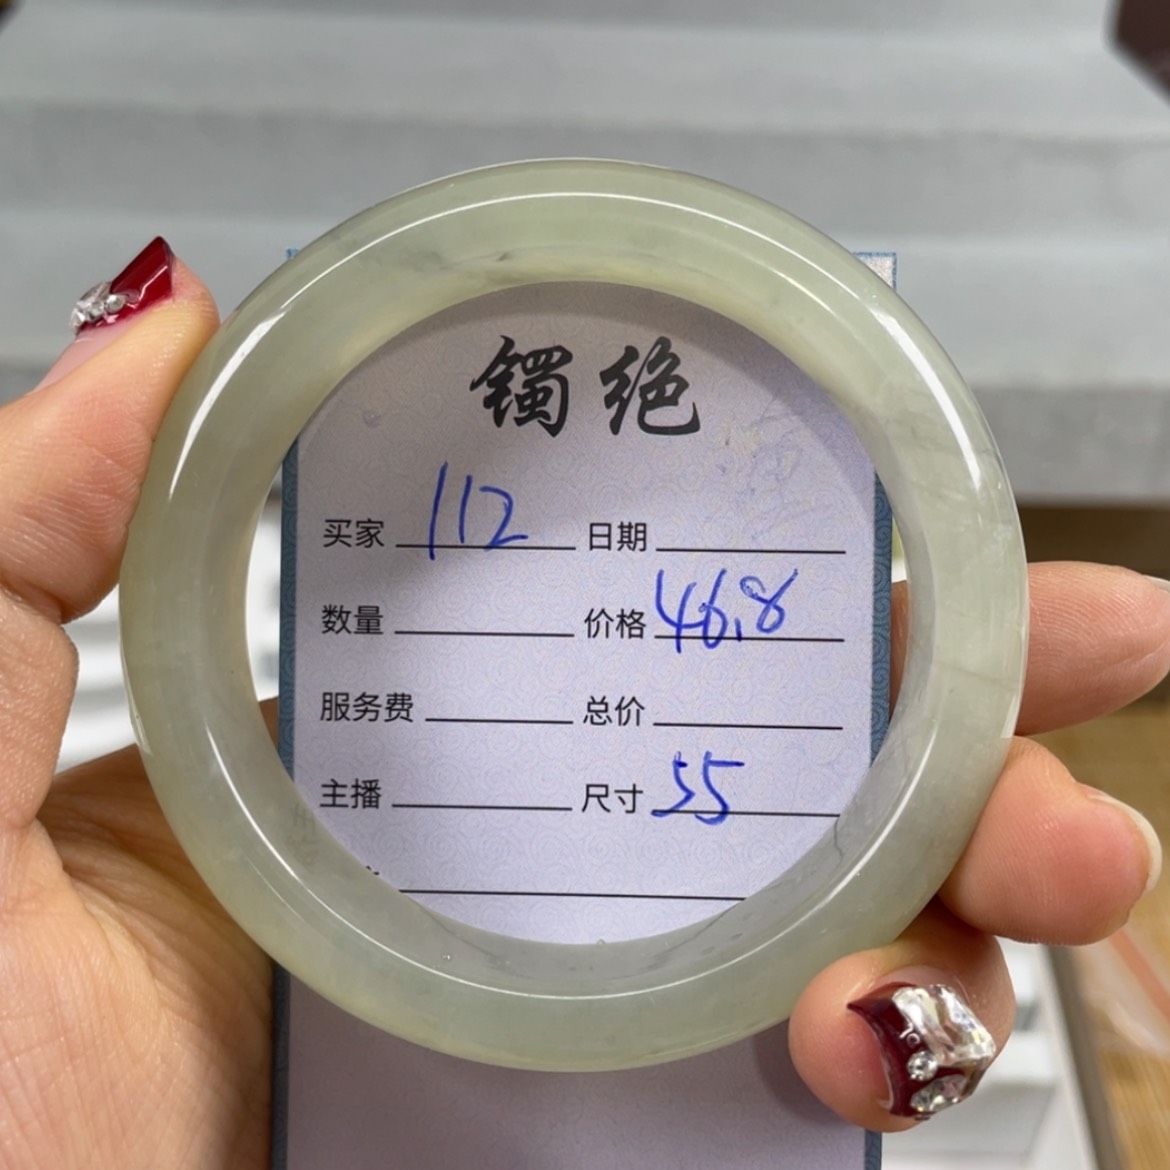 镯绝
买家 112 日期
数量 价格 46.8
服务费 总价
主播 尺寸 55